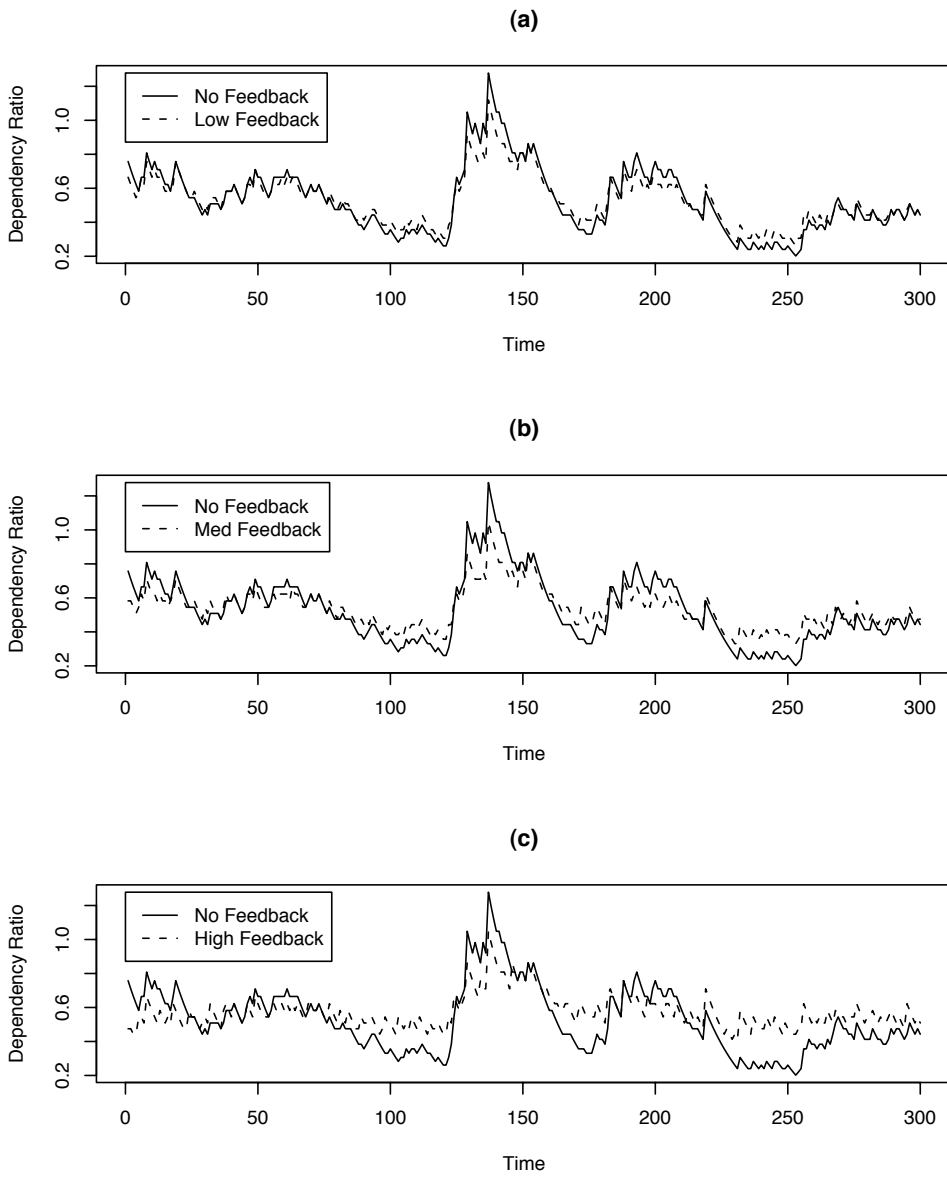 (a)
Dependency Ratio
0.2 0.6 1.0
No Feedback
Low Feedback
0 50 100 150 200 250 300
Time
(b)
Dependency Ratio
0.2 0.6 1.0
No Feedback
Med Feedback
0 50 100 150 200 250 300
Time
(c)
Dependency Ratio
0.2 0.6 1.0
No Feedback
High Feedback
0 50 100 150 200 250 300
Time